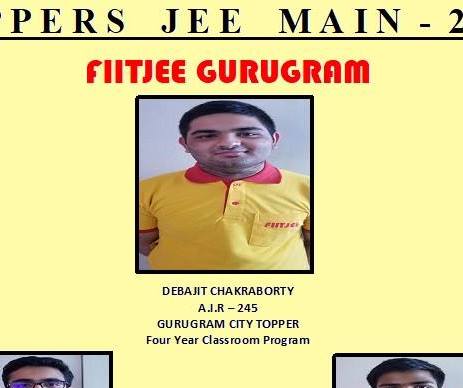 PPERS JEE MAIN - 2
FIITJEE GURUGRAM
FIITJEE
DEBAJIT CHAKRABORTY
A.I.R – 245
GURUGRAM CITY TOPPER
Four Year Classroom Program